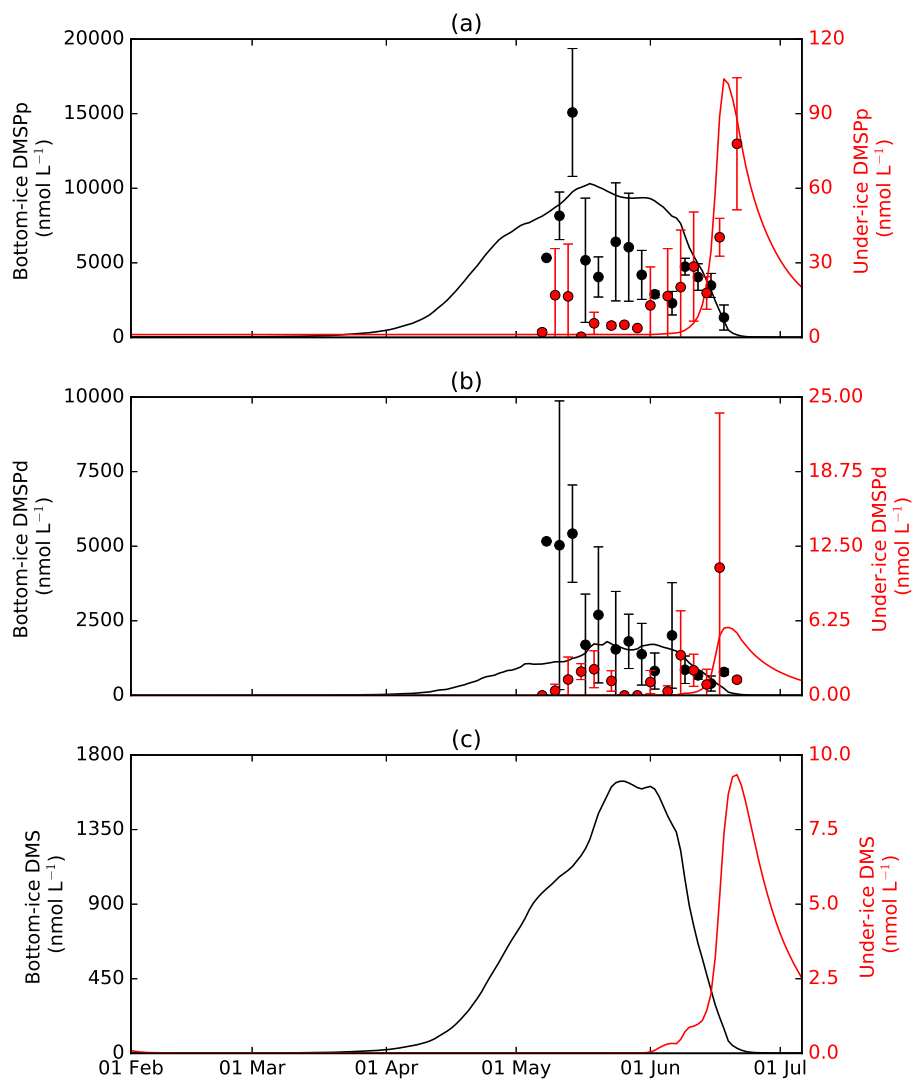 (a)
20000
15000
10000
5000
0
Bottom-ice DMSPp
(nmol L⁻¹)
120
90
60
30
0
Under-ice DMSPp
(nmol L⁻¹)
(b)
10000
7500
5000
2500
0
Bottom-ice DMSPd
(nmol L⁻¹)
25.00
18.75
12.50
6.25
0.00
Under-ice DMSPd
(nmol L⁻¹)
(c)
1800
1350
900
450
0
Bottom-ice DMS
(nmol L⁻¹)
10.0
7.5
5.0
2.5
0.0
Under-ice DMS
(nmol L⁻¹)
01 Feb
01 Mar
01 Apr
01 May
01 Jun
01 Jul